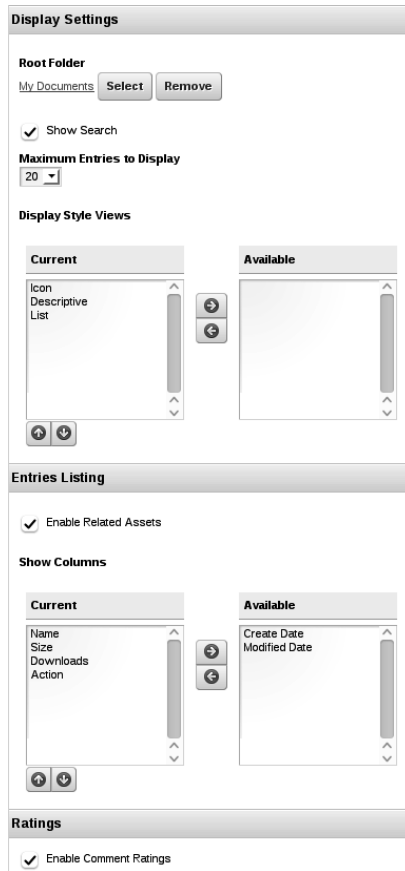 Display Settings
Root Folder
My Documents Select Remove
Show Search
Maximum Entries to Display
20
Display Style Views
Current Available
Icon
Descriptive
List
Entries Listing
Enable Related Assets
Show Columns
Current Available
Name Create Date
Size Modified Date
Downloads
Action
Ratings
Enable Comment Ratings